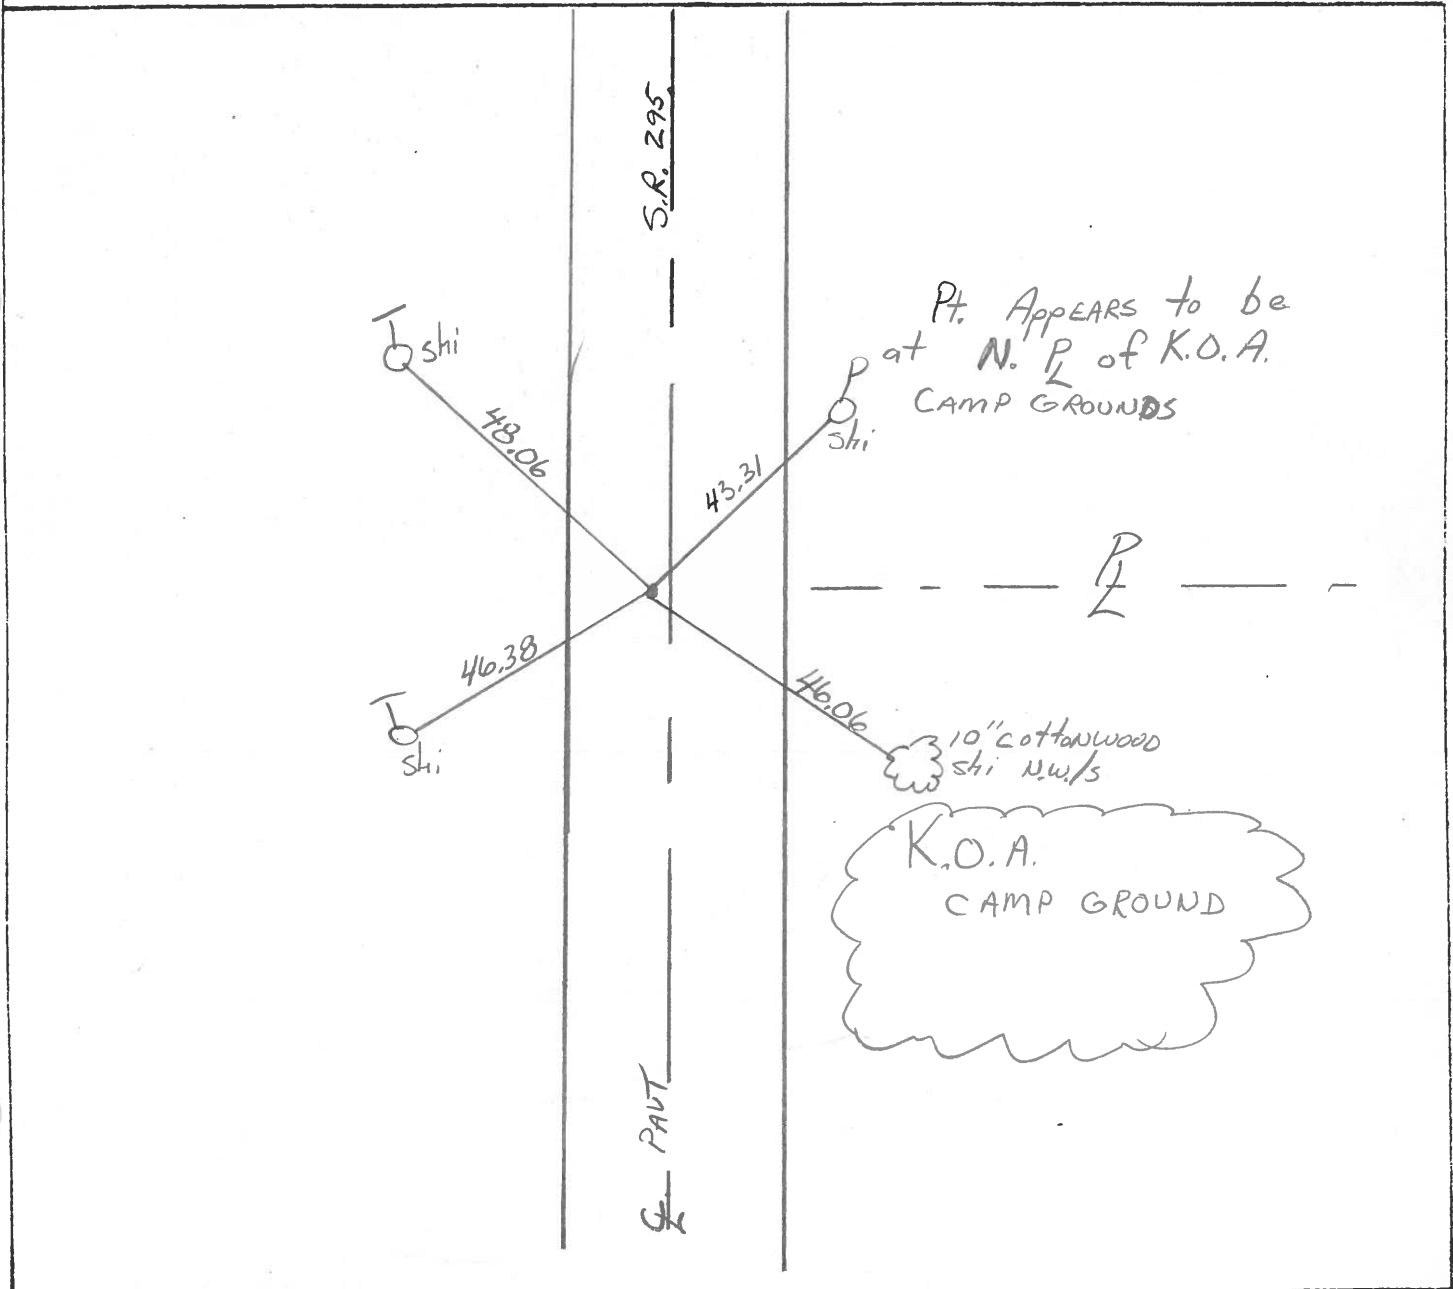 S.R. 295
Pt. APPEARS to be
at N. PL of K.O.A.
CAMP GROUNDS
T
shi
P
shi
48.06
43.31
PL
46.38
46.06
T
shi
10" COTTONWOOD
shi N.W/s
K.O.A.
CAMP GROUND
CL PAVT